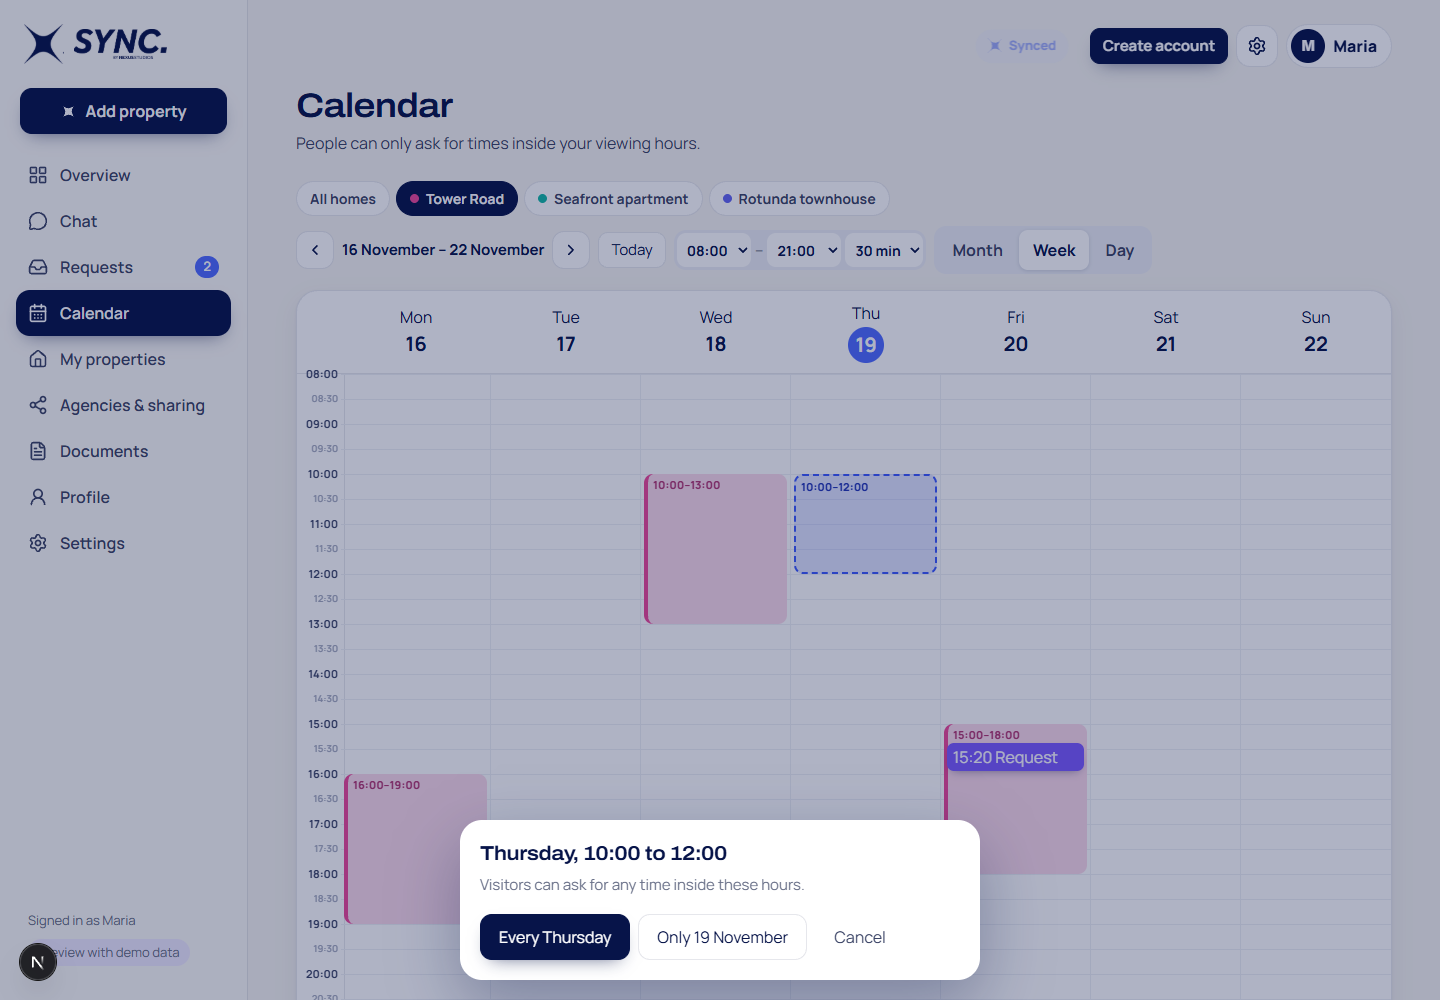 SYNC.
BY NEXUS STUDIOS
Synced
Create account
M
Maria
Add property
Overview
Chat
Requests
2
Calendar
My properties
Agencies & sharing
Documents
Profile
Settings
Signed in as Maria
N
eview with demo data
Calendar
People can only ask for times inside your viewing hours.
All homes
Tower Road
Seafront apartment
Rotunda townhouse
16 November – 22 November
Today
08:00
–
21:00
30 min
Month
Week
Day
Mon
16
Tue
17
Wed
18
Thu
19
Fri
20
Sat
21
Sun
22
08:00
08:30
09:00
09:30
10:00
10:30
11:00
11:30
12:00
12:30
13:00
13:30
14:00
14:30
15:00
15:30
16:00
16:30
17:00
17:30
18:00
18:30
19:00
19:30
20:00
20:30
10:00–13:00
10:00–12:00
15:00–18:00
15:20 Request
16:00–19:00
Thursday, 10:00 to 12:00
Visitors can ask for any time inside these hours.
Every Thursday
Only 19 November
Cancel